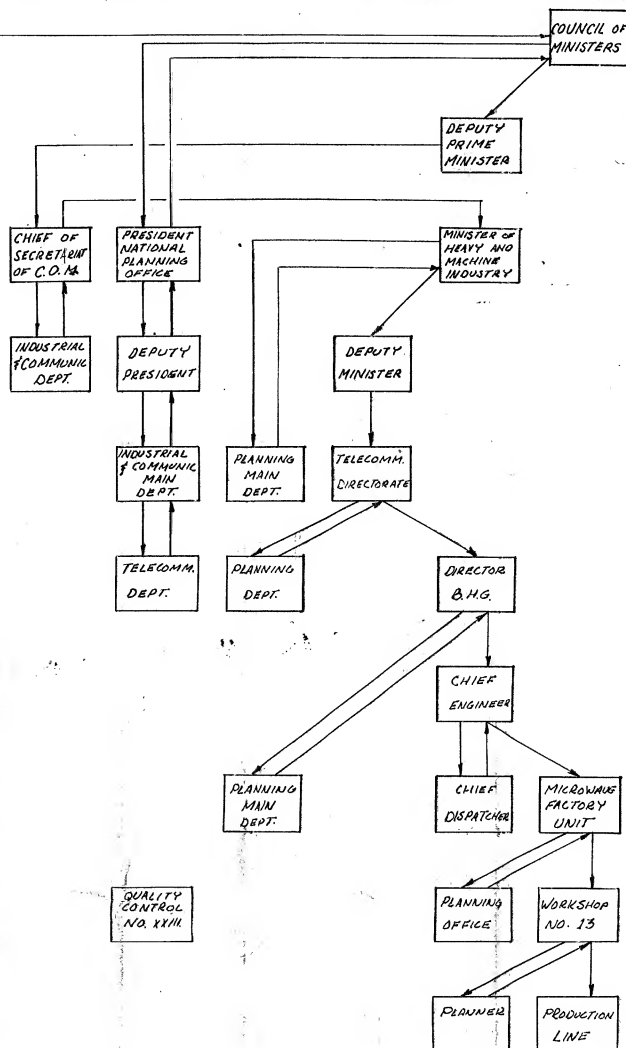 COUNCIL OF
MINISTERS
DEPUTY
PRIME
MINISTER
CHIEF OF
SECRETARIAT
OF C.O.M.
PRESIDENT
NATIONAL
PLANNING
OFFICE
MINISTER OF
HEAVY AND
MACHINE
INDUSTRY
INDUSTRIAL
& COMMUNIC
DEPT.
DEPUTY
PRESIDENT
DEPUTY
MINISTER
INDUSTRIAL
& COMMUNIC
MAIN
DEPT.
PLANNING
MAIN
DEPT.
TELECOMM.
DIRECTORATE
TELECOMM.
DEPT.
PLANNING
DEPT.
DIRECTOR
B.H.G.
CHIEF
ENGINEER
PLANNING
MAIN
DEPT.
CHIEF
DISPATCHER
MICROWAVE
FACTORY
UNIT
QUALITY
CONTROL
NO. XXIII.
PLANNING
OFFICE
WORKSHOP
NO. 13
PLANNER
PRODUCTION
LINE